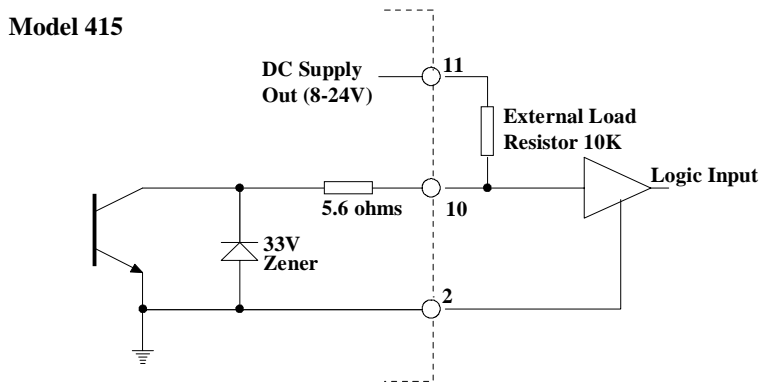 Model 415
DC Supply
Out (8-24V)
11
External Load
Resistor 10K
Logic Input
5.6 ohms
10
33V
Zener
2